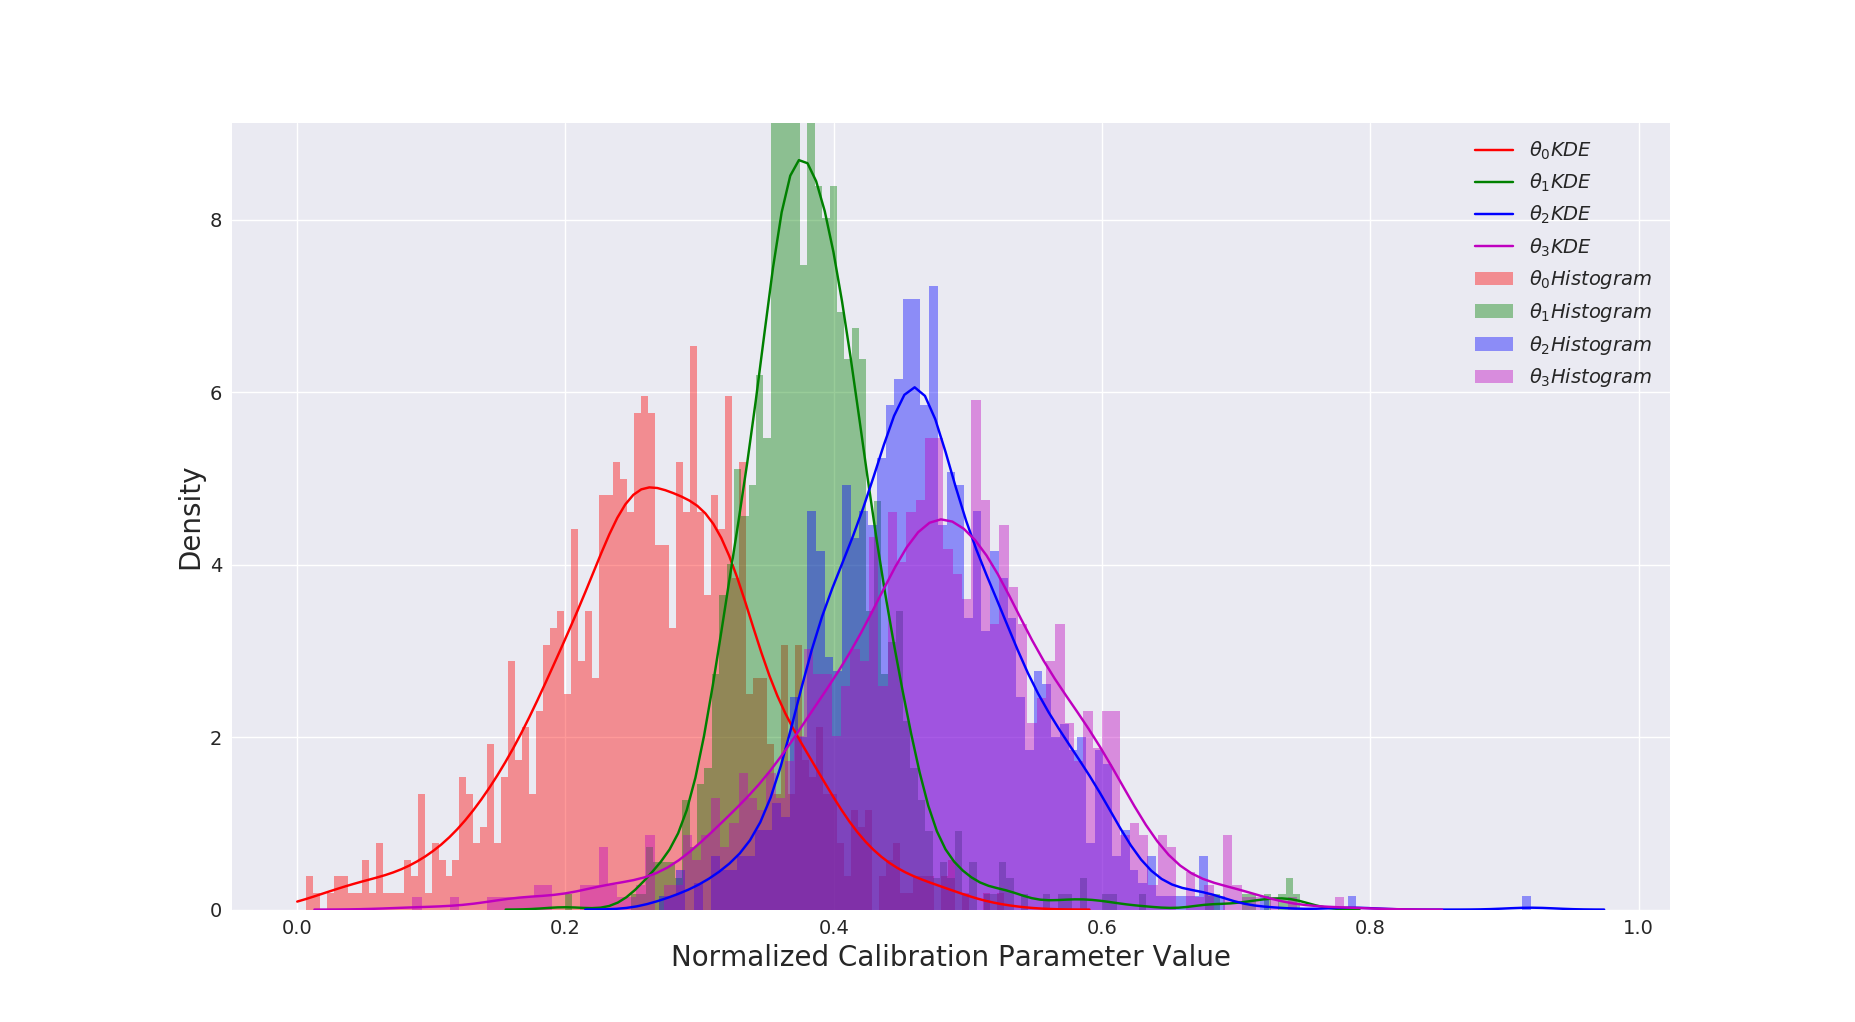 θ₀KDE
θ₁KDE
θ₂KDE
θ₃KDE
θ₀Histogram
θ₁Histogram
θ₂Histogram
θ₃Histogram
8
6
4
2
0
Density
0.0 0.2 0.4 0.6 0.8 1.0
Normalized Calibration Parameter Value